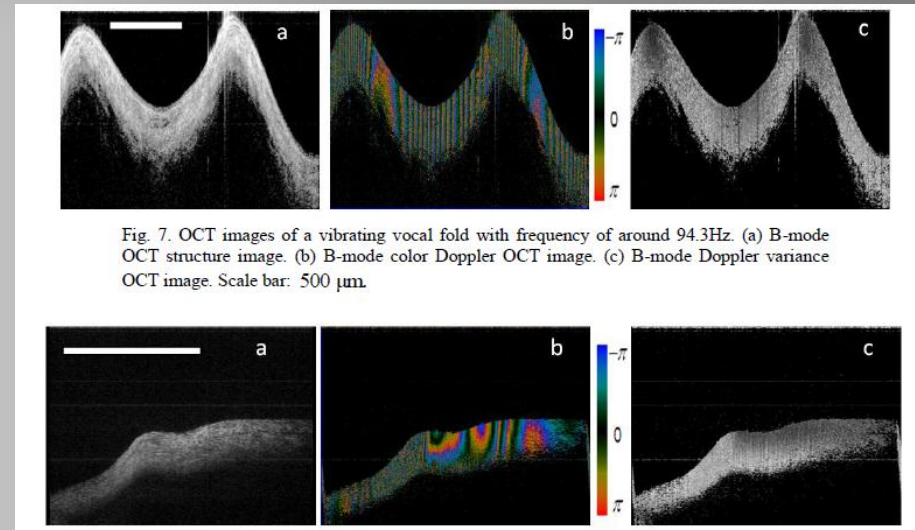 a b −π c
0
π
Fig. 7. OCT images of a vibrating vocal fold with frequency of around 94.3Hz. (a) B-mode
OCT structure image. (b) B-mode color Doppler OCT image. (c) B-mode Doppler variance
OCT image. Scale bar: 500 μm.
a b −π c
0
π